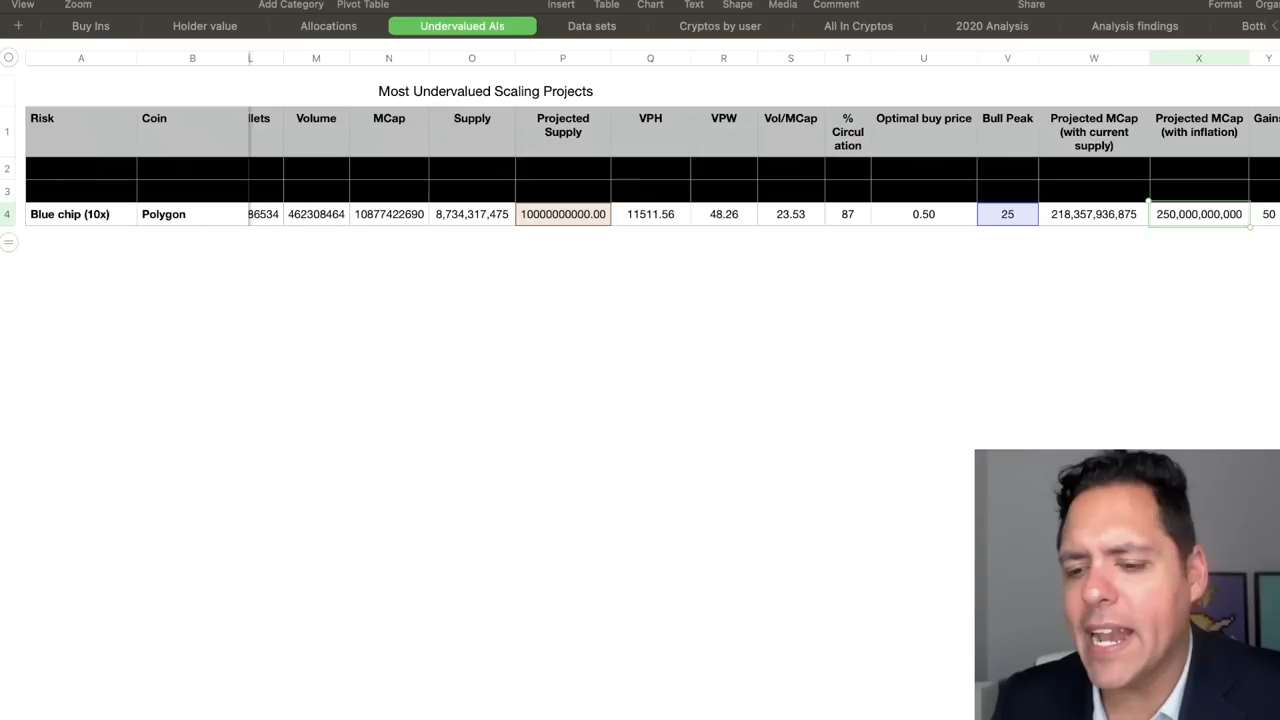 View Zoom Add Category Pivot Table Insert Table Chart Text Shape Media Comment Share Format
+ Buy Ins Holder value Allocations Undervalued AIs Data sets Cryptos by user All In Cryptos 2020 Analysis Analysis findings
A B L M N O P Q R S T U V W X Y
Most Undervalued Scaling Projects
1 Risk Coin llets Volume MCap Supply Projected Supply VPH VPW Vol/MCap % Circul ation Optimal buy price Bull Peak Projected MCap (with current supply) Projected MCap (with inflation) Gains
2
3
4 Blue chip (10x) Polygon 86534 462308464 10877422690 8,734,317,475 10000000000.00 11511.56 48.26 23.53 87 0.50 25 218,357,936,875 250,000,000,000 50